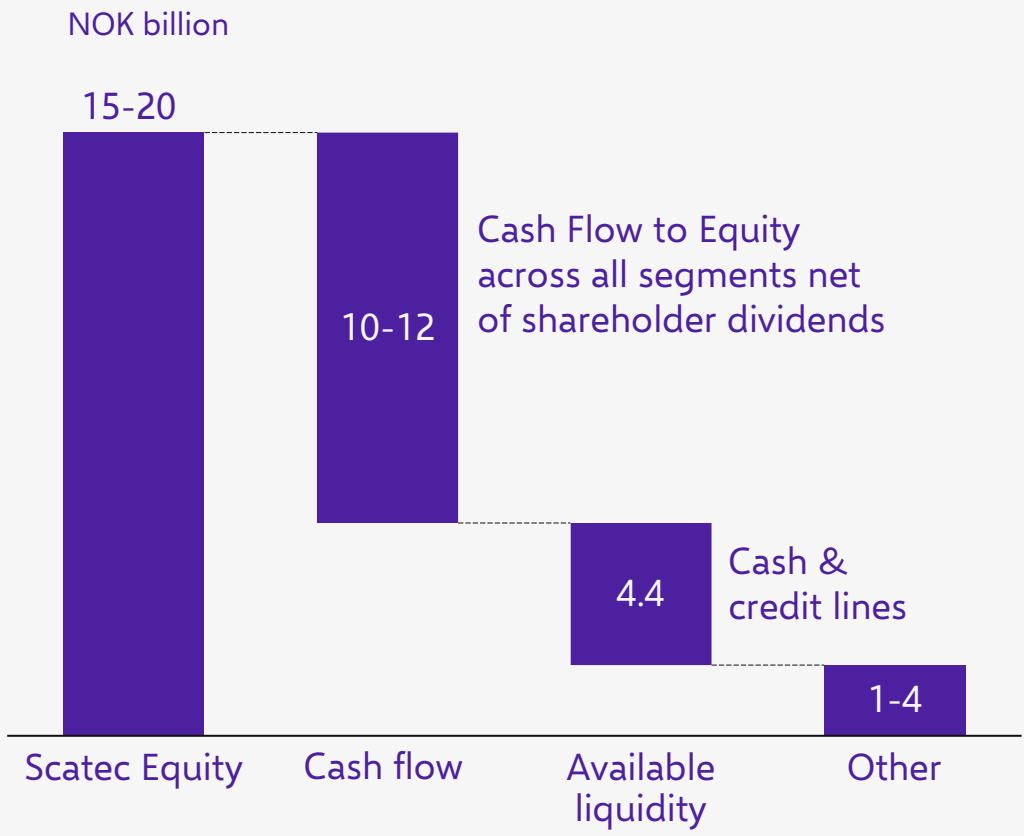 NOK billion
15-20
Cash Flow to Equity
across all segments net
of shareholder dividends
10-12
Cash &
credit lines
4.4
1-4
Scatec Equity
Cash flow
Available
liquidity
Other